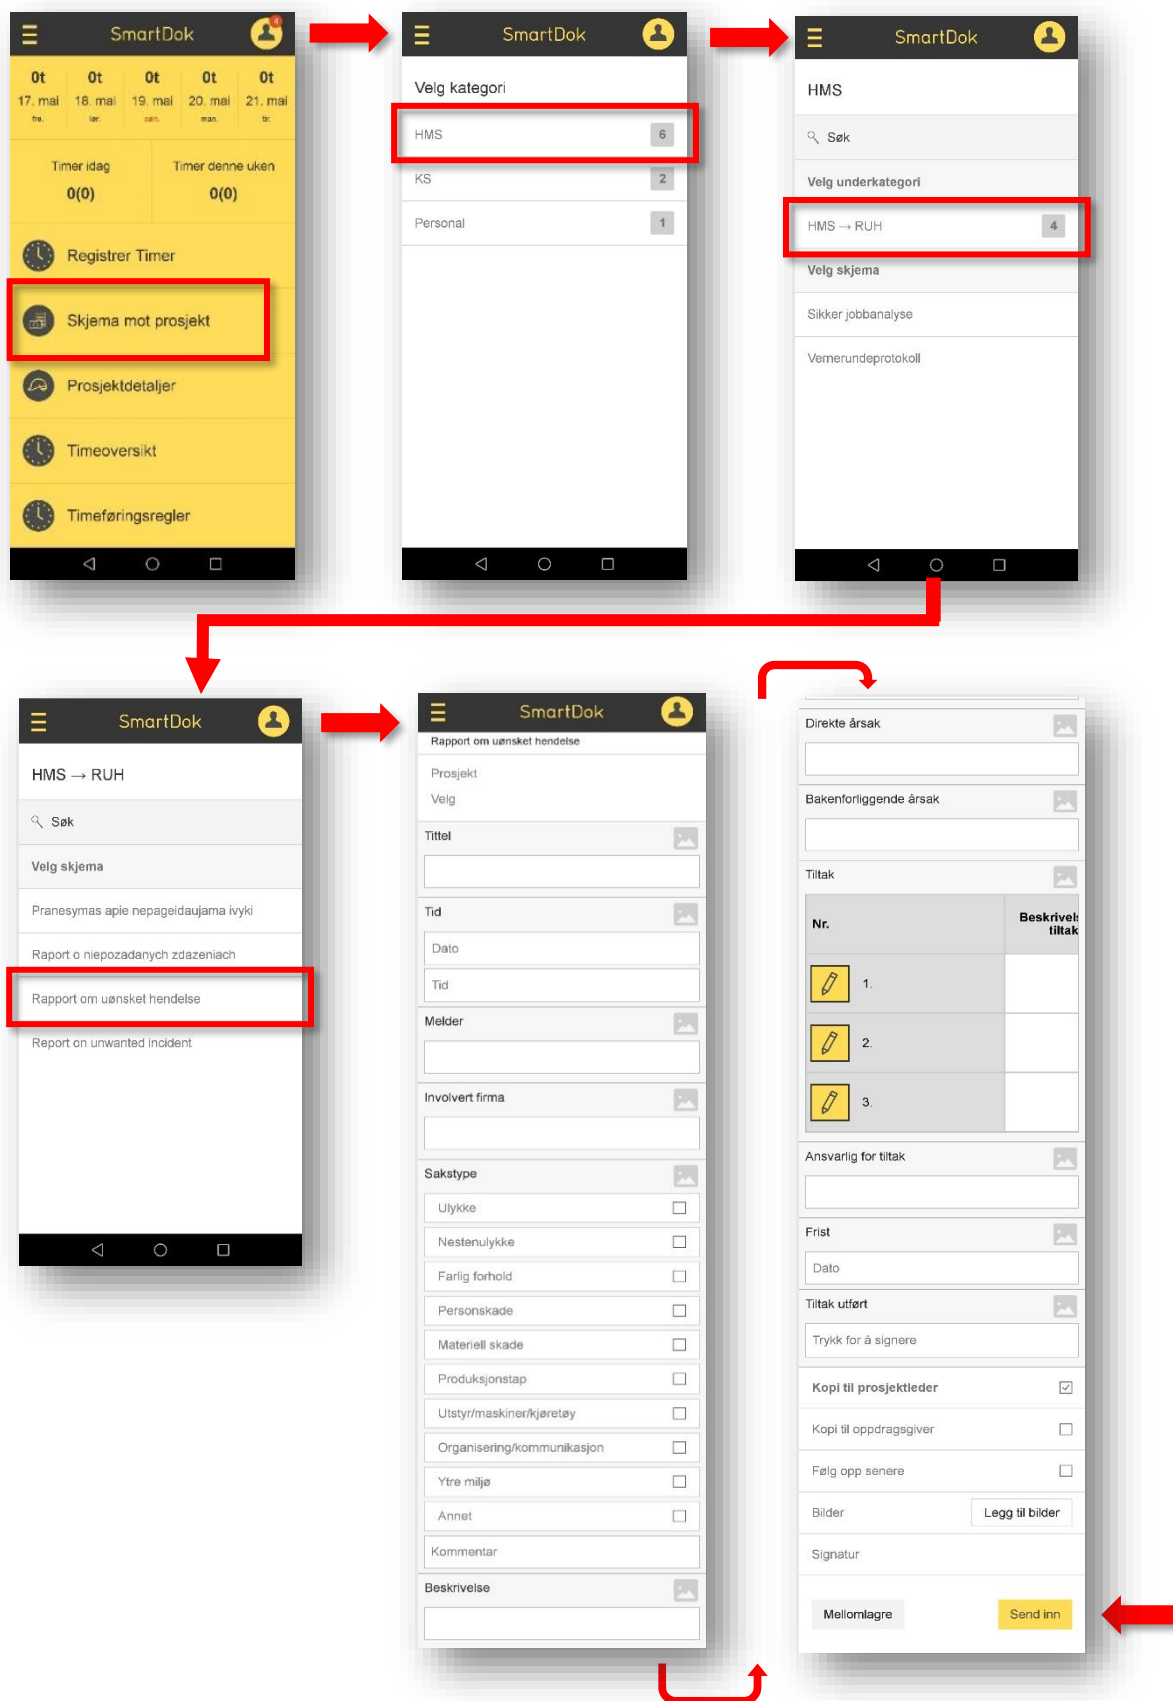 SmartDok
4
0t 0t 0t 0t 0t
17. mai 18. mai 19. mai 20. mai 21. mai
fre. lør. søn. man. tir.
Timer idag Timer denne uken
0(0) 0(0)
Registrer Timer
Skjema mot prosjekt
Prosjektdetaljer
Timeoversikt
Timeføringsregler
SmartDok
Velg kategori
HMS 6
KS 2
Personal 1
SmartDok
HMS
Søk
Velg underkategori
HMS → RUH 4
Velg skjema
Sikker jobbanalyse
Vernerundeprotokoll
SmartDok
HMS → RUH
Søk
Velg skjema
Pranesymas apie nepageidaujama ivyki
Raport o niepozadanych zdazeniach
Rapport om uønsket hendelse
Report on unwanted incident
SmartDok
Rapport om uønsket hendelse
Prosjekt
Velg
Tittel
Tid
Dato
Tid
Melder
Involvert firma
Sakstype
Ulykke
Nestenulykke
Farlig forhold
Personskade
Materiell skade
Produksjonstap
Utstyr/maskiner/kjøretøy
Organisering/kommunikasjon
Ytre miljø
Annet
Kommentar
Beskrivelse
Direkte årsak
Bakenforliggende årsak
Tiltak
Nr. Beskrivels
tiltak
1.
2.
3.
Ansvarlig for tiltak
Frist
Dato
Tiltak utført
Trykk for å signere
Kopi til prosjektleder
Kopi til oppdragsgiver
Følg opp senere
Bilder Legg til bilder
Signatur
Mellomlagre Send inn